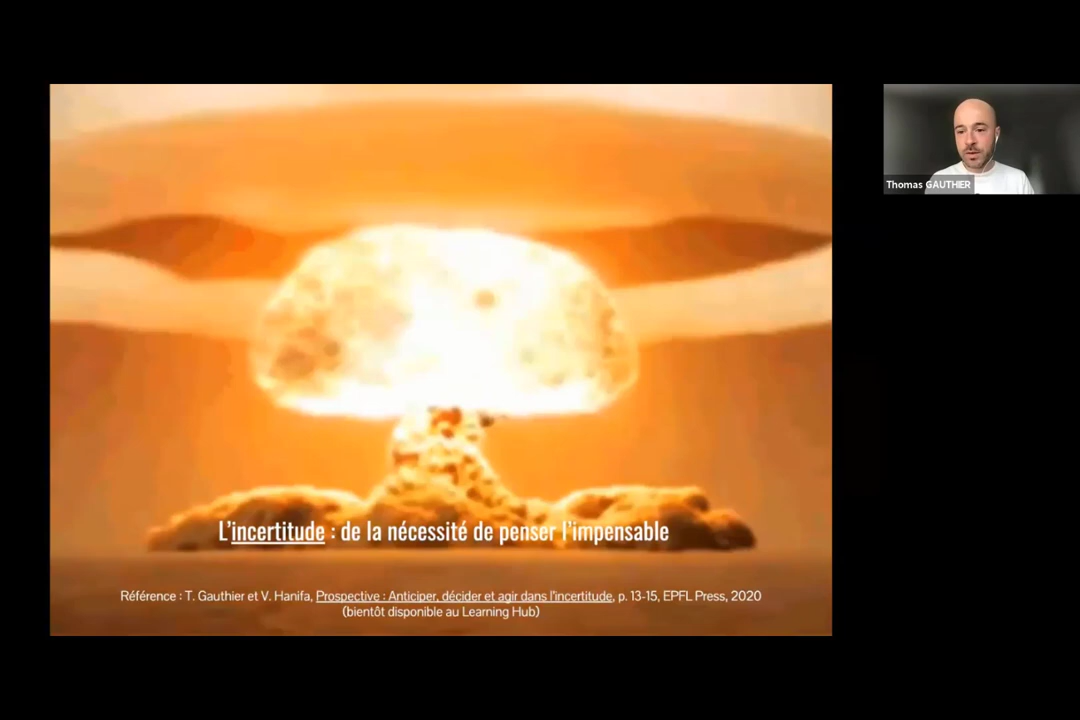 Thomas GAUTHIER
L'incertitude : de la nécessité de penser l'impensable
Référence : T. Gauthier et V. Hanifa, Prospective : Anticiper, décider et agir dans l'incertitude, p. 13-15, EPFL Press, 2020
(bientôt disponible au Learning Hub)